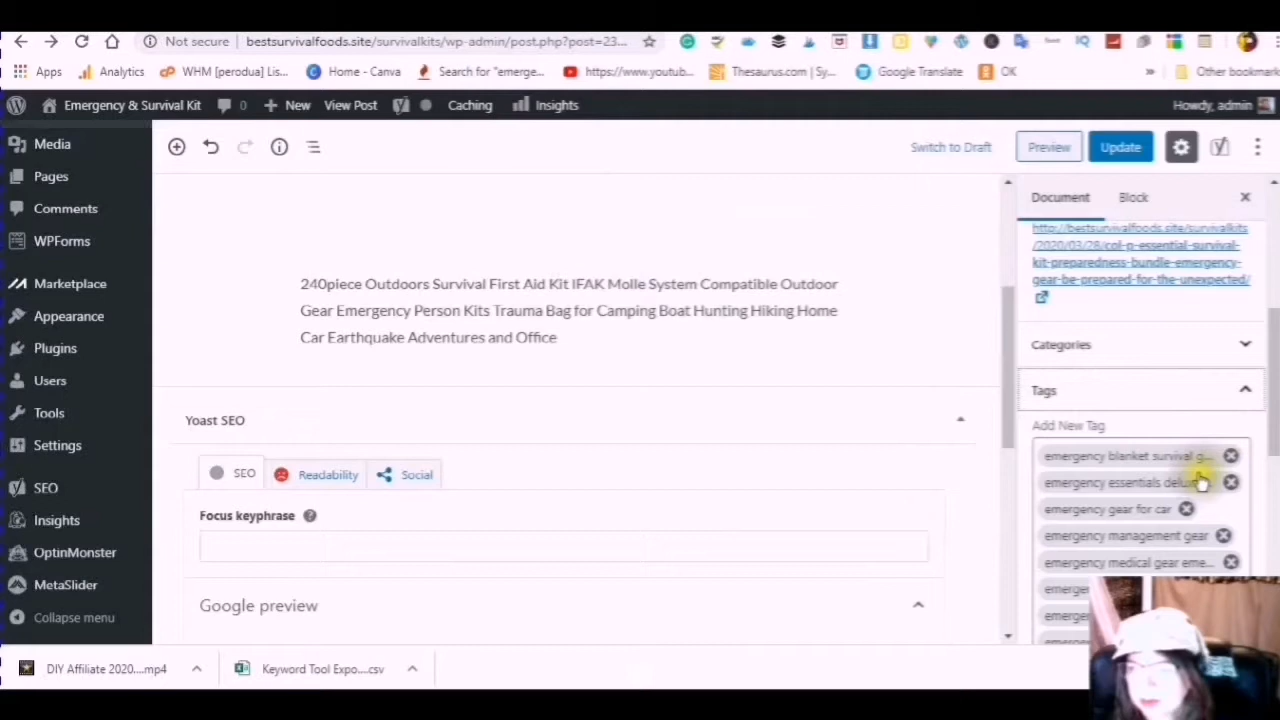 Not secure bestsurvivalfoods.site/survivalkits/wp-admin/post.php?post=23...
Apps Analytics WHM [perodua] Lis... Home - Canva Search for "emerge... https://www.youtub... Thesaurus.com | Sy... Google Translate OK » Other bookmark
Emergency & Survival Kit 0 New View Post Caching Insights Howdy, admin
Media
Pages
Comments
WPForms
Marketplace
Appearance
Plugins
Users
Tools
Settings
SEO
Insights
OptinMonster
MetaSlider
Collapse menu
Switch to Draft Preview Update
240piece Outdoors Survival First Aid Kit IFAK Molle System Compatible Outdoor
Gear Emergency Person Kits Trauma Bag for Camping Boat Hunting Hiking Home
Car Earthquake Adventures and Office
Yoast SEO
SEO Readability Social
Focus keyphrase ?
Google preview
Document Block
http://bestsurvivalfoods.site/survivalkits
/2020/03/28/col-p-essential-survival-
kit-preparedness-bundle-emergency-
gear-be-prepared-for-the-unexpected/
Categories
Tags
Add New Tag
emergency blanket survival g...
emergency essentials
emergency gear for car
emergency management gear
emergency medical gear eme...
DIY Affiliate 2020....mp4 Keyword Tool Expo....csv